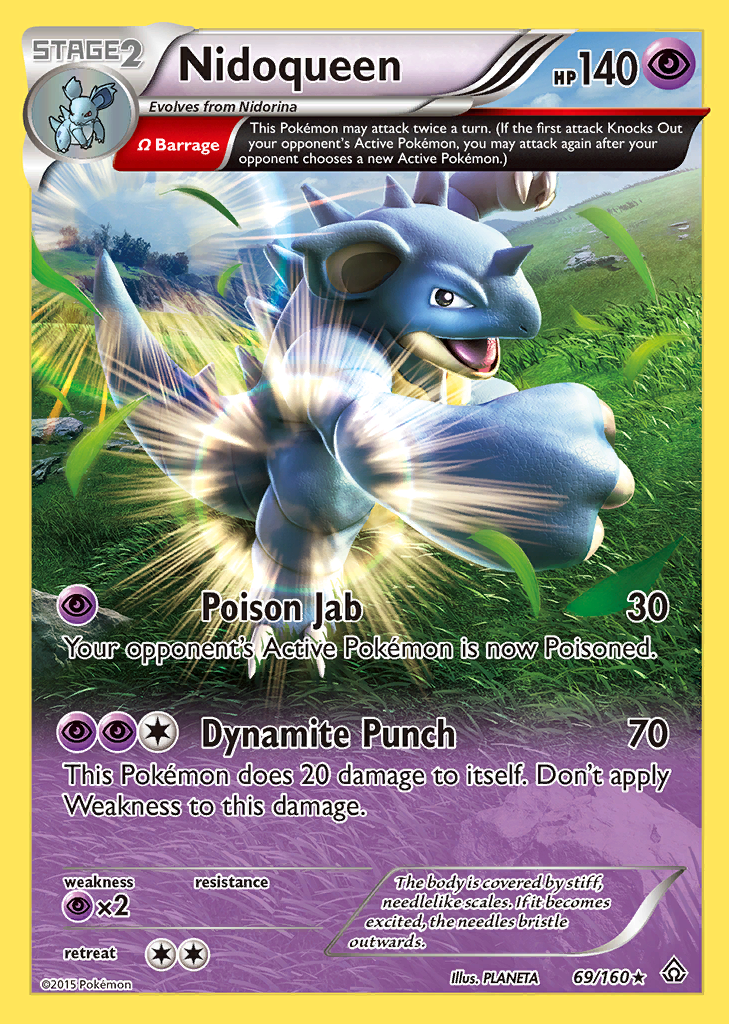 STAGE2
Nidoqueen
HP140
Evolves from Nidorina
Ω Barrage
This Pokémon may attack twice a turn. (If the first attack Knocks Out
your opponent's Active Pokémon, you may attack again after your
opponent chooses a new Active Pokémon.)
Poison Jab 30
Your opponent's Active Pokémon is now Poisoned.
Dynamite Punch 70
This Pokémon does 20 damage to itself. Don't apply
Weakness to this damage.
weakness resistance
×2
retreat
The body is covered by stiff,
needlelike scales. If it becomes
excited, the needles bristle
outwards.
©2015 Pokémon
Illus. PLANETA 69/160★